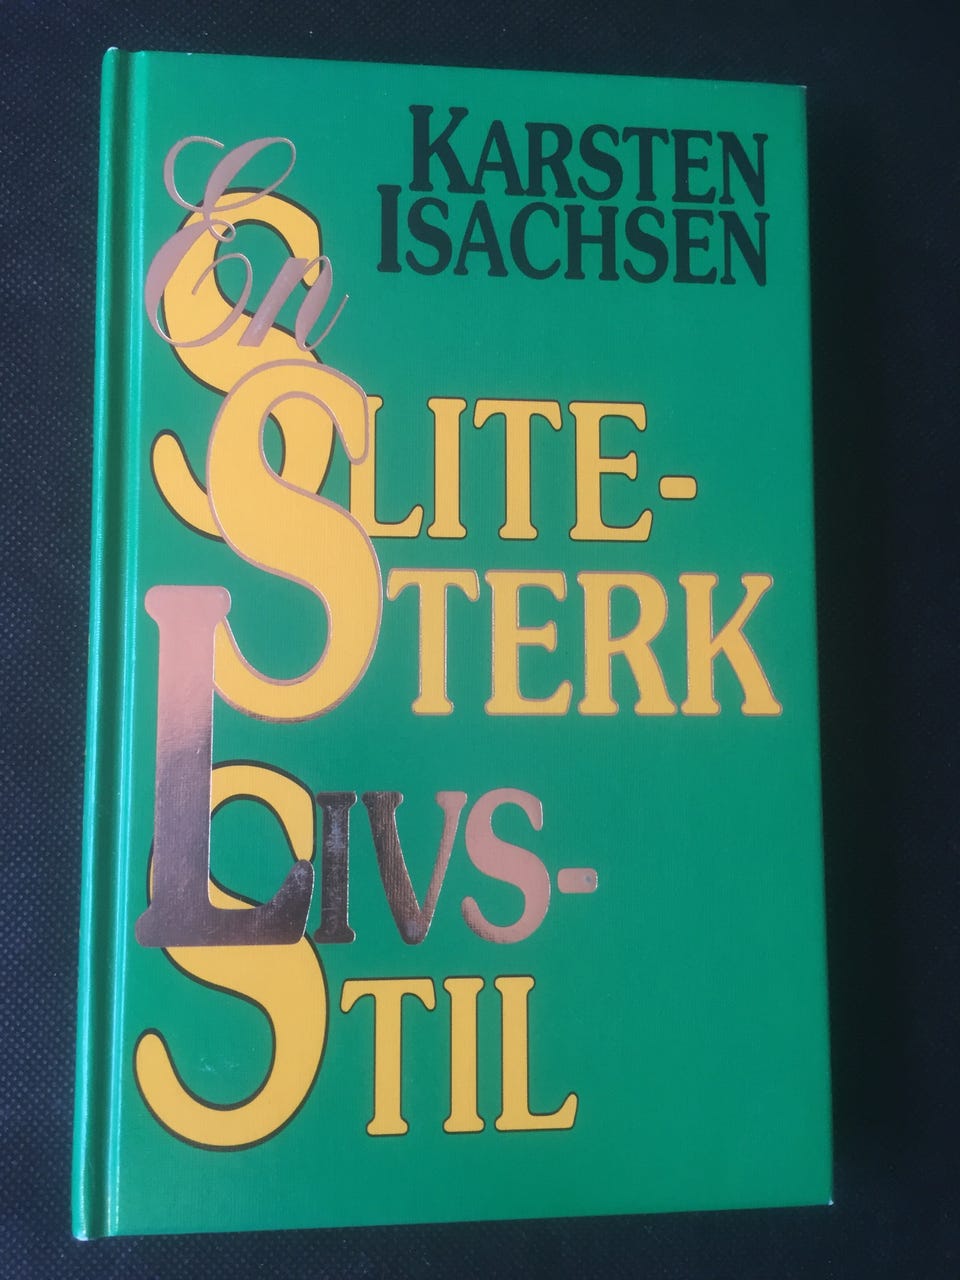 KARSTEN
ISACHSEN
En
SLITE-
STERK
LIVS-
STIL